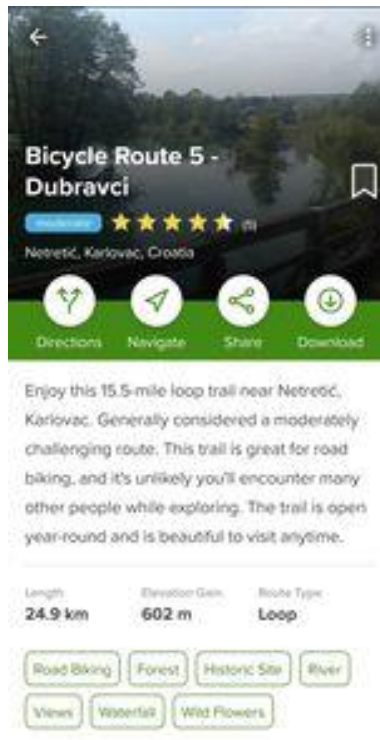 Bicycle Route 5 -
Dubravci
moderate
(5)
Netretić, Karlovac, Croatia
Directions Navigate Share Download
Enjoy this 15.5-mile loop trail near Netretić,
Karlovac. Generally considered a moderately
challenging route. This trail is great for road
biking, and it's unlikely you'll encounter many
other people while exploring. The trail is open
year-round and is beautiful to visit anytime.
Length Elevation Gain Route Type
24.9 km 602 m Loop
Road Biking Forest Historic Site River
Views Waterfall Wild Flowers